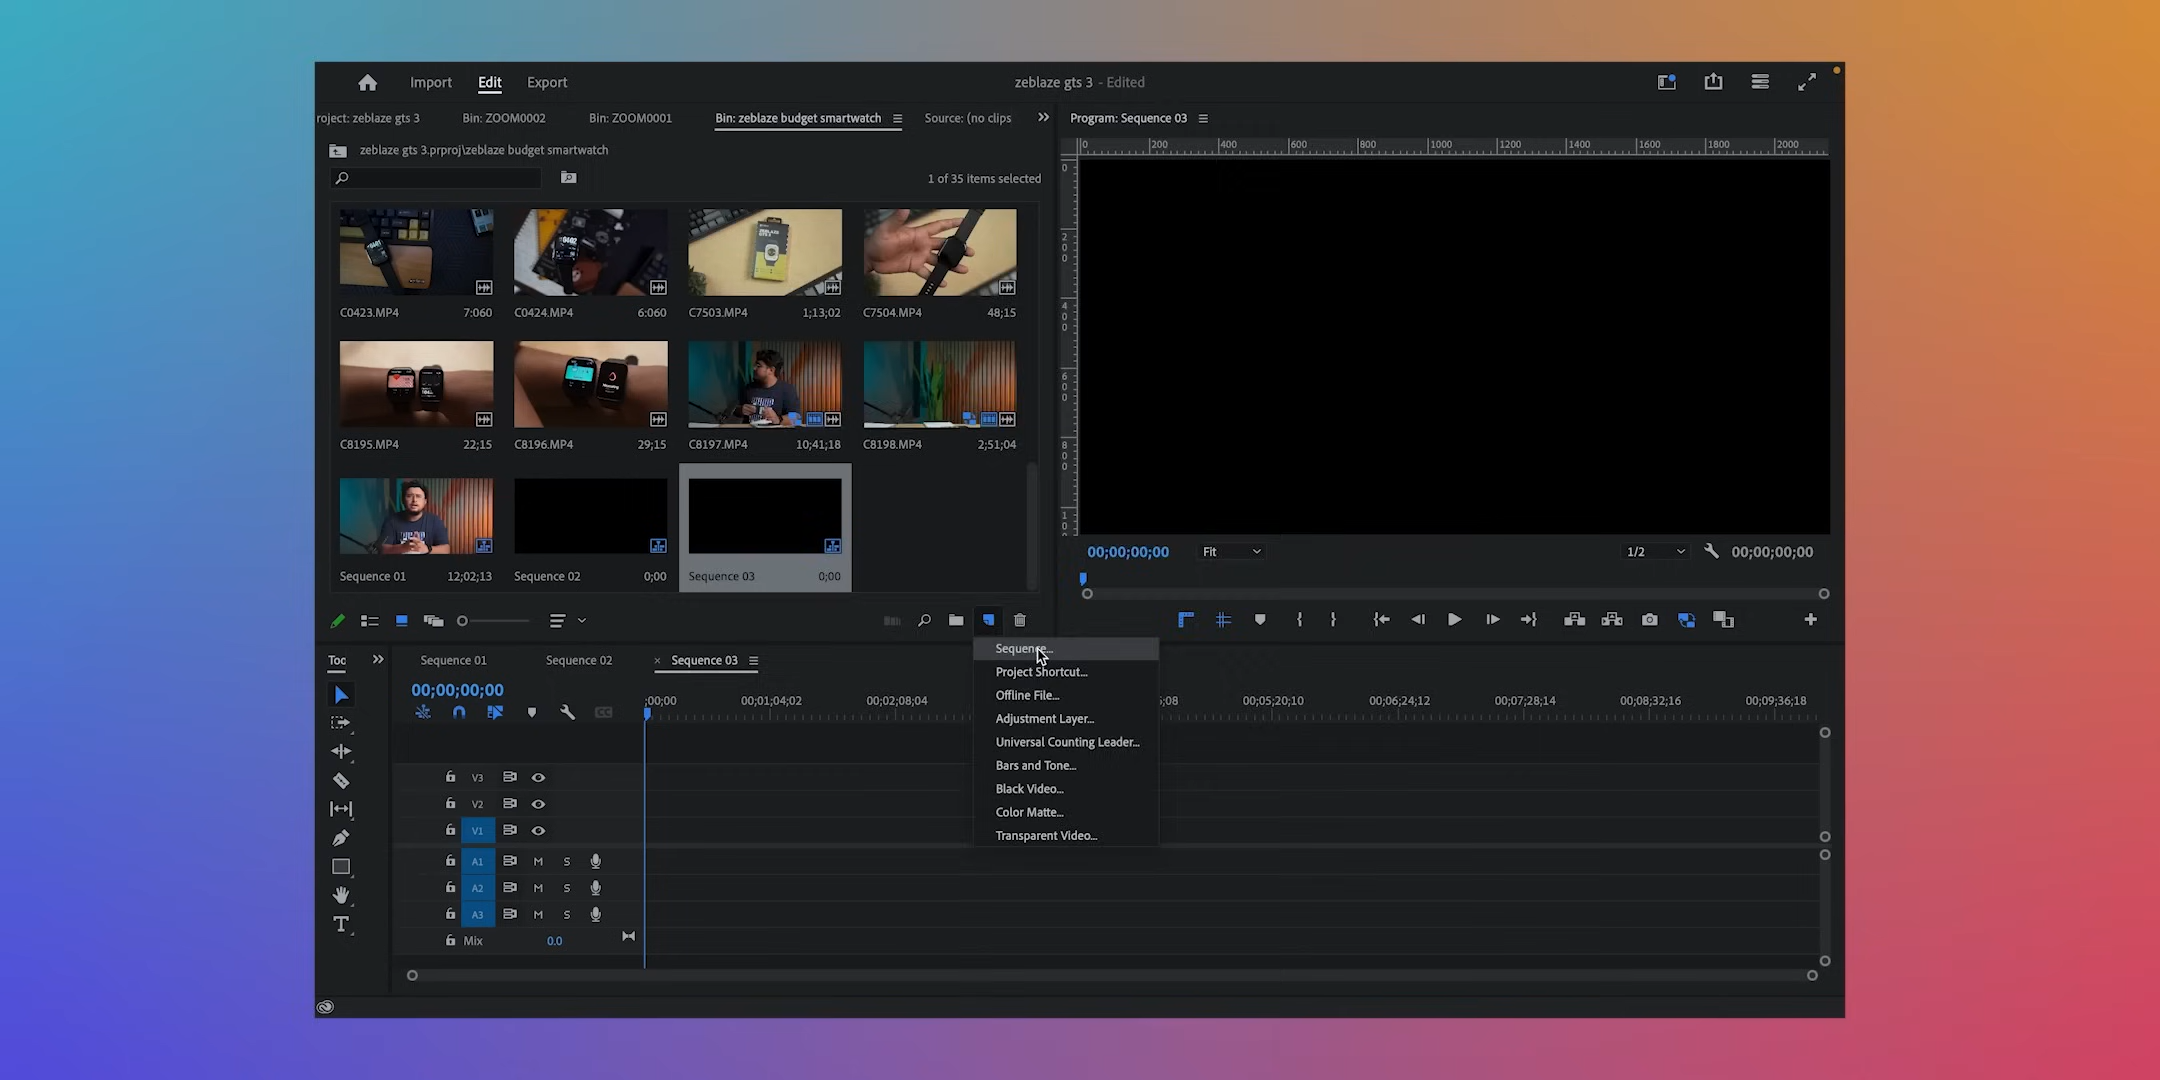 Import Edit Export
zeblaze gts 3 - Edited
roject: zeblaze gts 3
Bin: ZOOM0002
Bin: ZOOM0001
Bin: zeblaze budget smartwatch
Source: (no clips
Program: Sequence 03
zeblaze gts 3.prproj\zeblaze budget smartwatch
1 of 35 items selected
0 200 400 600 800 1000 1200 1400 1600 1800 2000
0
200
400
600
800
10
C0423.MP4 7:060
C0424.MP4 6:060
C7503.MP4 1;13;02
C7504.MP4 48;15
C8195.MP4 22;15
C8196.MP4 29;15
C8197.MP4 10;41;18
C8198.MP4 2;51;04
Sequence 01 12;02;13
Sequence 02 0;00
Sequence 03 0;00
00;00;00;00
Fit
1/2
00;00;00;00
Too
Sequence 01
Sequence 02
× Sequence 03
00;00;00;00
;00;00
00;01;04;02
00;02;08;04
;08
00;05;20;10
00;06;24;12
00;07;28;14
00;08;32;16
00;09;36;18
Sequence...
Project Shortcut...
Offline File...
Adjustment Layer...
Universal Counting Leader...
Bars and Tone...
Black Video...
Color Matte...
Transparent Video...
CC
V3
V2
V1
A1 M S
A2 M S
A3 M S
Mix 0.0
T